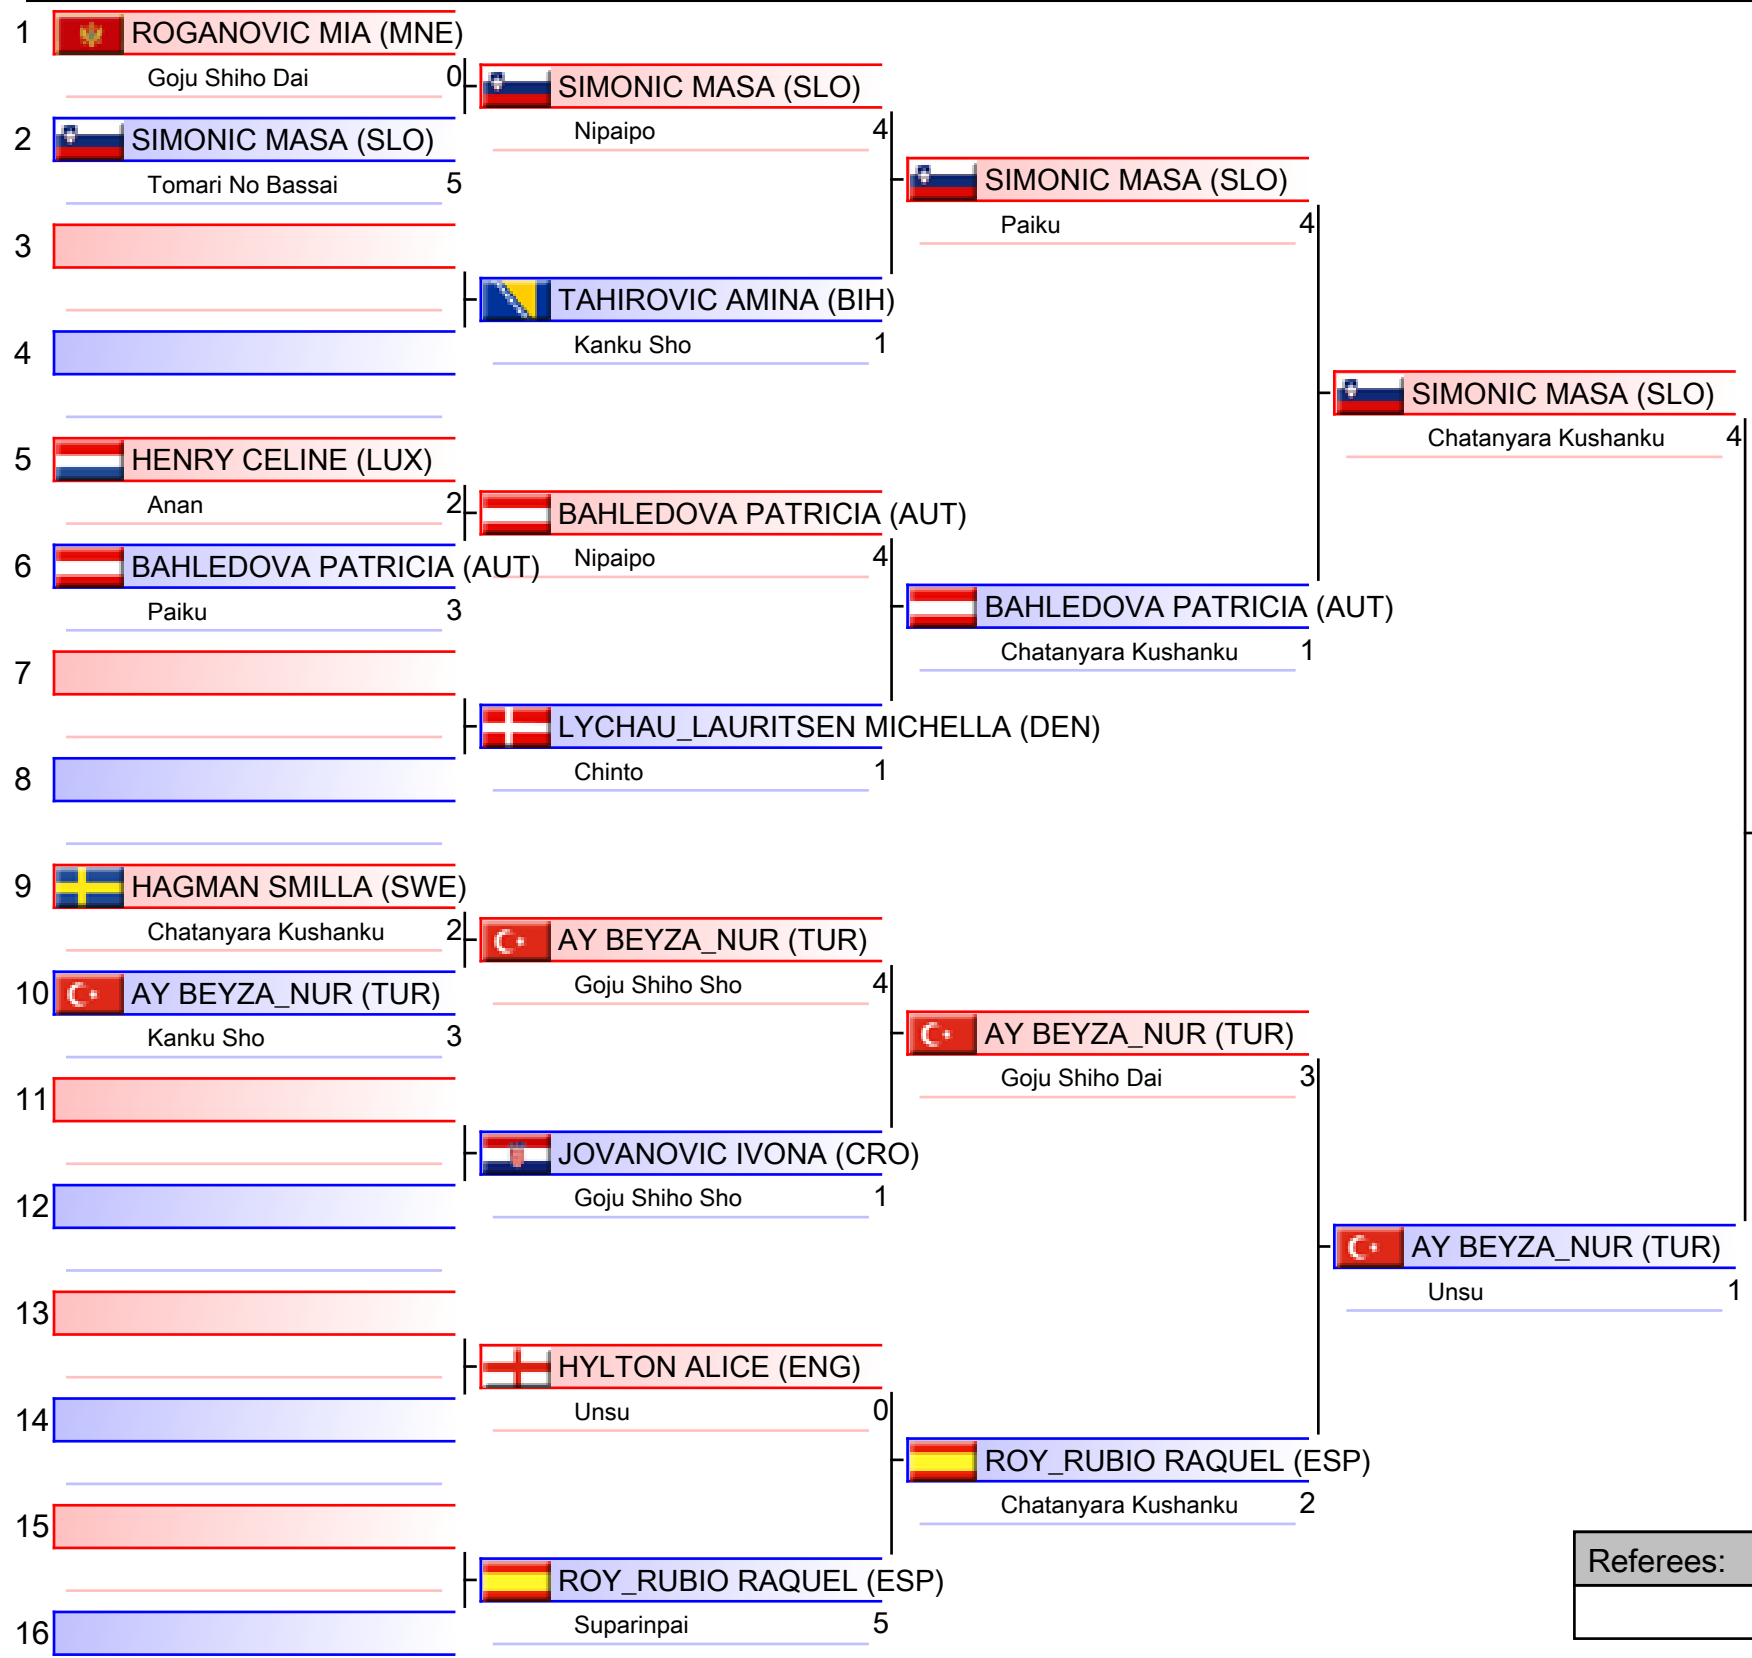 1 ROGANOVIC MIA (MNE)
Goju Shiho Dai 0
2 SIMONIC MASA (SLO)
Tomari No Bassai 5
3
4
5 HENRY CELINE (LUX)
Anan 2
6 BAHLEDOVA PATRICIA (AUT)
Paiku 3
7
8
9 HAGMAN SMILLA (SWE)
Chatanyara Kushanku 2
10 AY BEYZA_NUR (TUR)
Kanku Sho 3
11
12
13
14
15
16
SIMONIC MASA (SLO)
Nipaipo 4
TAHIROVIC AMINA (BIH)
Kanku Sho 1
BAHLEDOVA PATRICIA (AUT)
Nipaipo 4
LYCHAU_LAURITSEN MICHELLA (DEN)
Chinto 1
AY BEYZA_NUR (TUR)
Goju Shiho Sho 4
JOVANOVIC IVONA (CRO)
Goju Shiho Sho 1
HYLTON ALICE (ENG)
Unsu 0
ROY_RUBIO RAQUEL (ESP)
Suparinpai 5
SIMONIC MASA (SLO)
Paiku 4
BAHLEDOVA PATRICIA (AUT)
Chatanyara Kushanku 1
AY BEYZA_NUR (TUR)
Goju Shiho Dai 3
ROY_RUBIO RAQUEL (ESP)
Chatanyara Kushanku 2
SIMONIC MASA (SLO)
Chatanyara Kushanku 4
AY BEYZA_NUR (TUR)
Unsu 1
Referees: